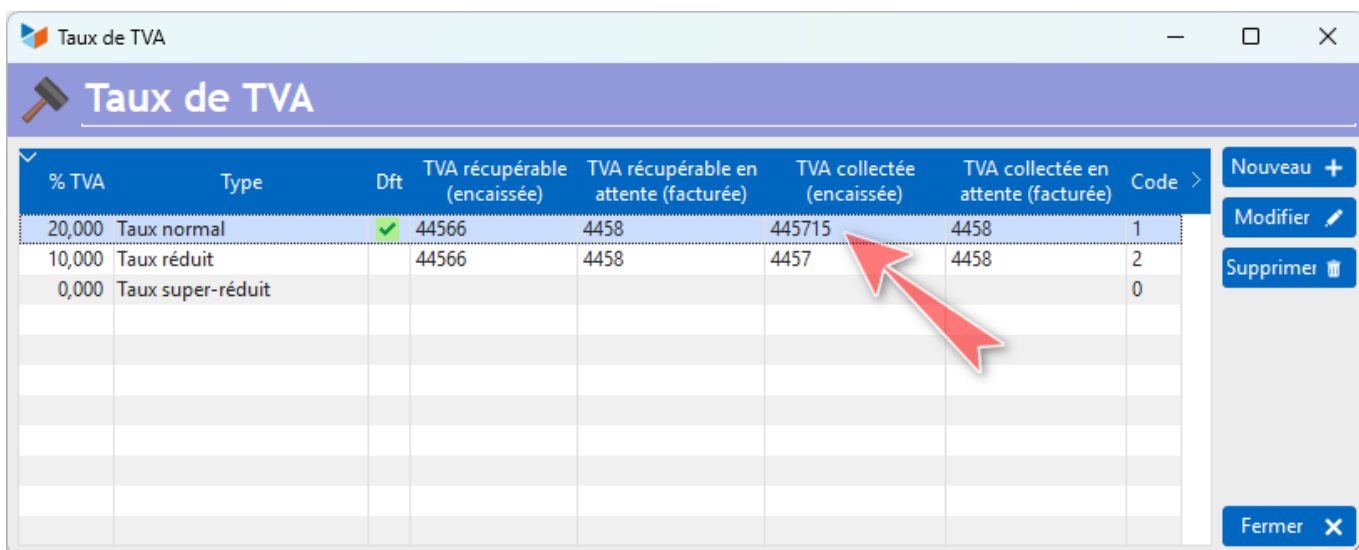 Taux de TVA
Taux de TVA
% TVA Type Dft TVA récupérable (encaissée) TVA récupérable en attente (facturée) TVA collectée (encaissée) TVA collectée en attente (facturée) Code
20,000 Taux normal 44566 4458 445715 4458 1
10,000 Taux réduit 44566 4458 4457 4458 2
0,000 Taux super-réduit 0
Nouveau
Modifier
Supprimer
Fermer